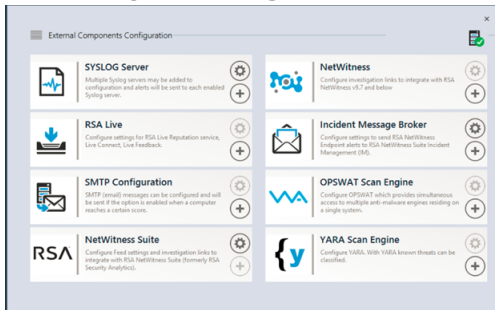 External Components Configuration
SYSLOG Server
Multiple Syslog servers may be added to
configuration and alerts will be sent to each enabled
Syslog server.
NetWitness
Configure investigation links to integrate with RSA
NetWitness v9.7 and below
RSA Live
Configure settings for RSA Live Reputation service,
Live Connect, Live Feedback.
Incident Message Broker
Configure settings to send RSA NetWitness
Endpoint alerts to RSA NetWitness Suite Incident
Management (IM).
SMTP Configuration
SMTP (email) messages can be configured and will
be sent if the option is enabled when a computer
reaches a certain score.
OPSWAT Scan Engine
Configure OPSWAT which provides simultaneous
access to multiple anti-malware engines residing on
a single system.
RSA
NetWitness Suite
Configure Feed settings and investigation links to
integrate with RSA NetWitness Suite (formerly RSA
Security Analytics).
{y
YARA Scan Engine
Configure YARA. With YARA known threats can be
classified.